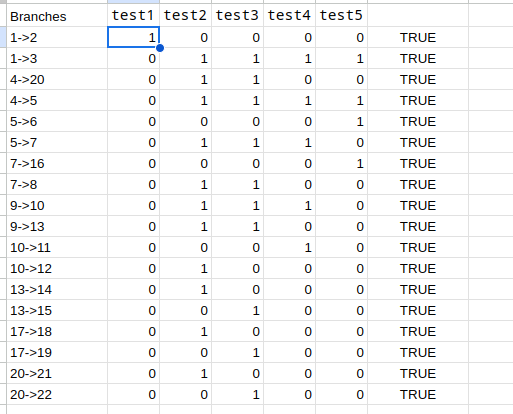 Branches test1 test2 test3 test4 test5
1->2 1 0 0 0 0 TRUE
1->3 0 1 1 1 1 TRUE
4->20 0 1 1 0 0 TRUE
4->5 0 1 1 1 1 TRUE
5->6 0 0 0 0 1 TRUE
5->7 0 1 1 1 0 TRUE
7->16 0 0 0 0 1 TRUE
7->8 0 1 1 0 0 TRUE
9->10 0 1 1 1 0 TRUE
9->13 0 1 1 0 0 TRUE
10->11 0 0 0 1 0 TRUE
10->12 0 1 0 0 0 TRUE
13->14 0 1 0 0 0 TRUE
13->15 0 0 1 0 0 TRUE
17->18 0 1 0 0 0 TRUE
17->19 0 0 1 0 0 TRUE
20->21 0 1 0 0 0 TRUE
20->22 0 0 1 0 0 TRUE